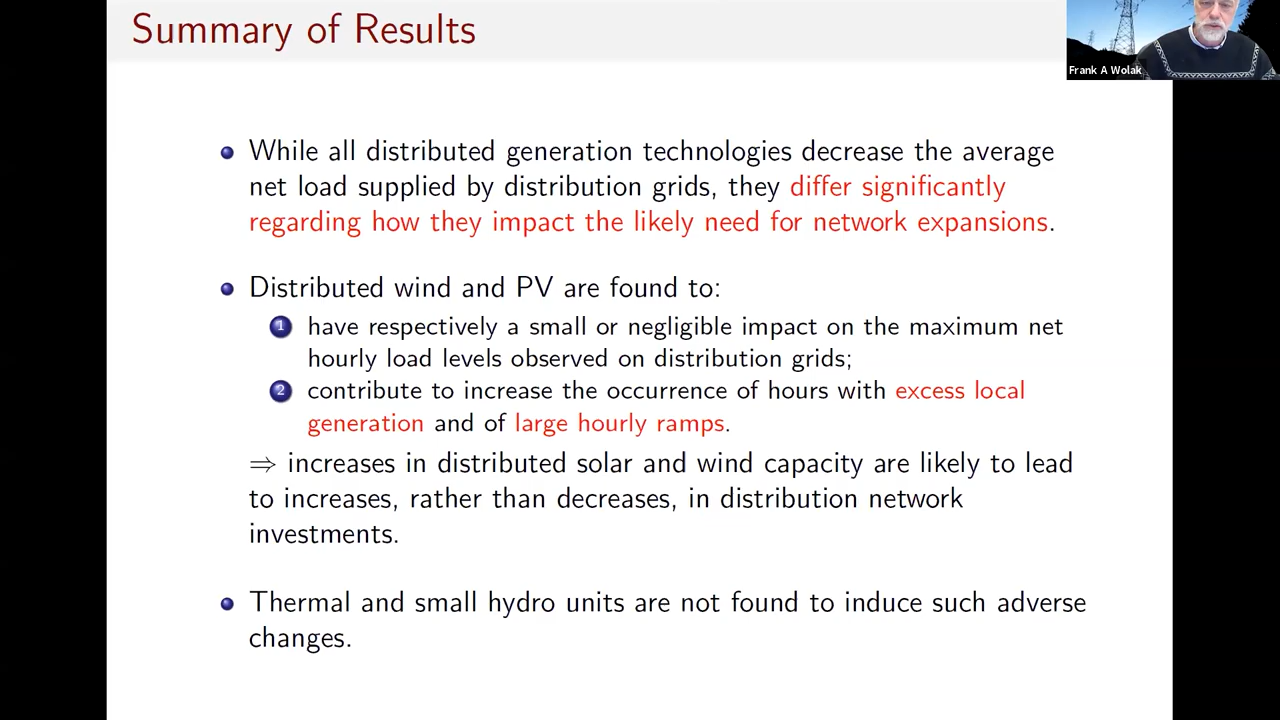 Summary of Results
Frank A Wolak
While all distributed generation technologies decrease the average
net load supplied by distribution grids, they differ significantly
regarding how they impact the likely need for network expansions.
Distributed wind and PV are found to:
1 have respectively a small or negligible impact on the maximum net
hourly load levels observed on distribution grids;
2 contribute to increase the occurrence of hours with excess local
generation and of large hourly ramps.
⇒ increases in distributed solar and wind capacity are likely to lead
to increases, rather than decreases, in distribution network
investments.
Thermal and small hydro units are not found to induce such adverse
changes.